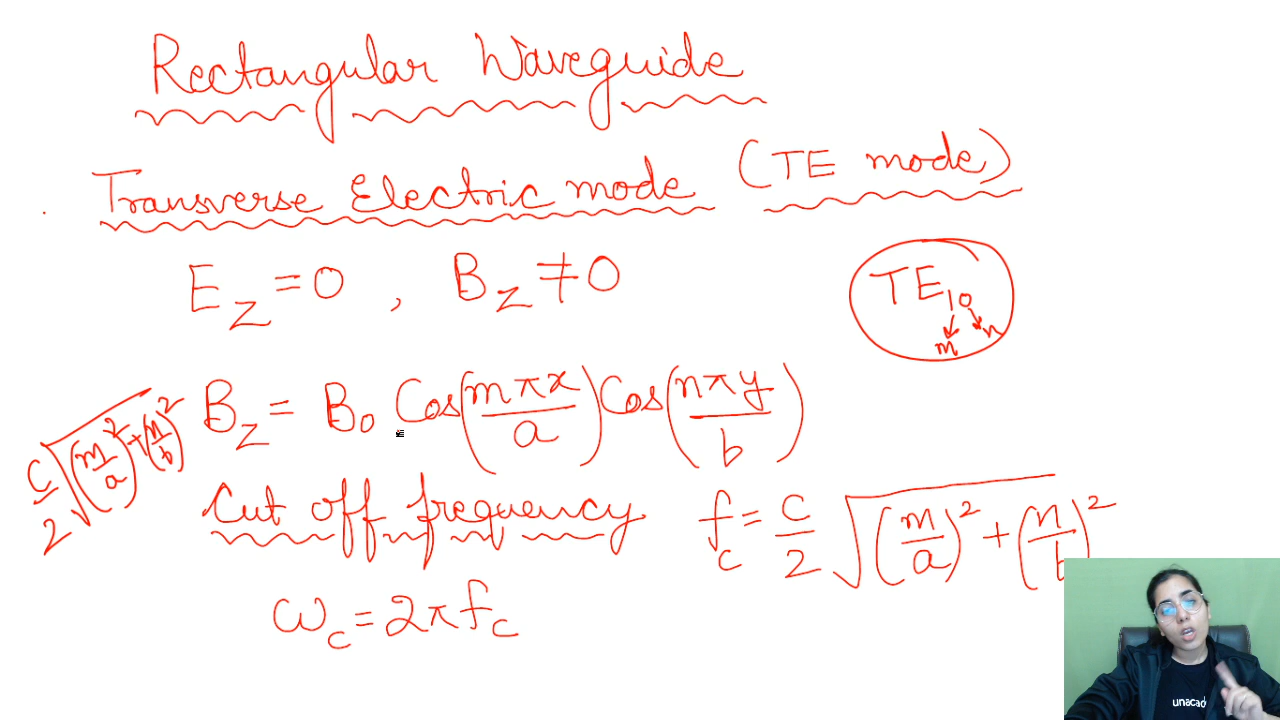 Rectangular Waveguide
Transverse Electric mode (TE mode)
E_z = 0 , B_z ≠ 0
TE_10
m n
B_z = B_0 Cos(mπx/a) Cos(nπy/b)
c/2 √((m/a)^2 + (n/b)^2)
Cut off frequency f_c = c/2 √((m/a)^2 + (n/b)^2)
ω_c = 2π f_c
unacad